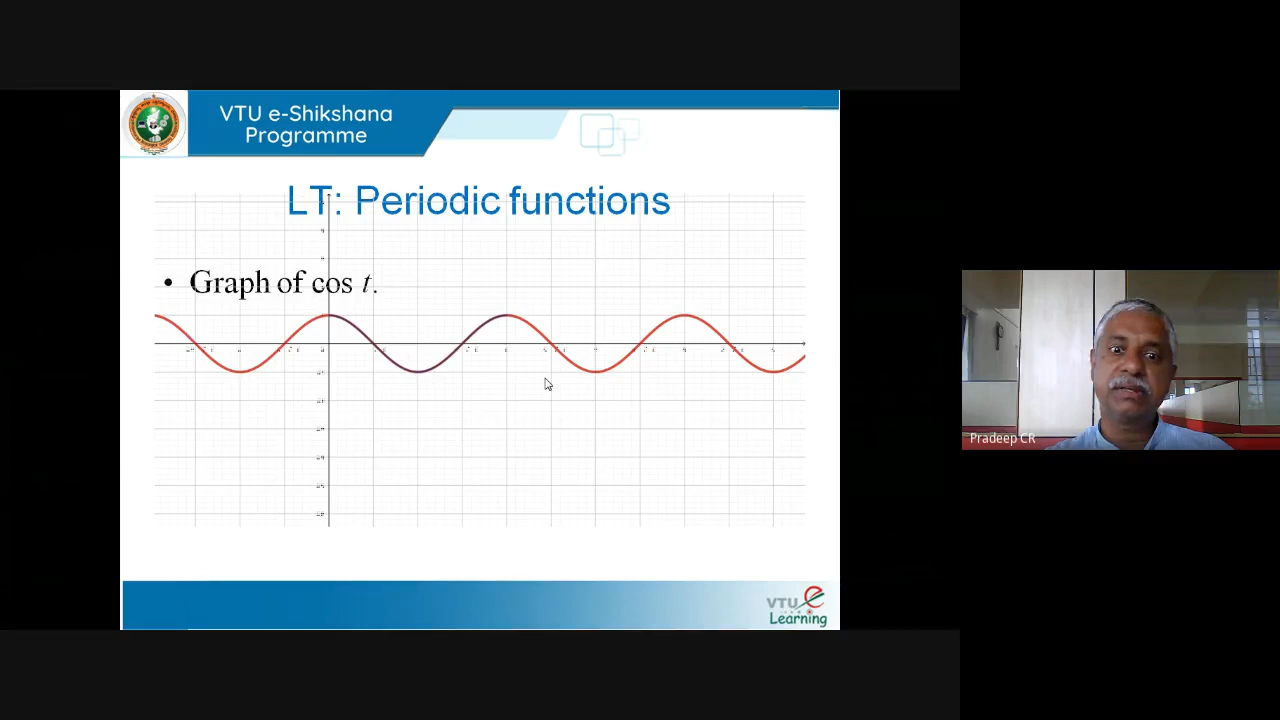 VTU e-Shikshana
Programme
LT: Periodic functions
• Graph of cos t.
Pradeep CR
VTU e
Learning